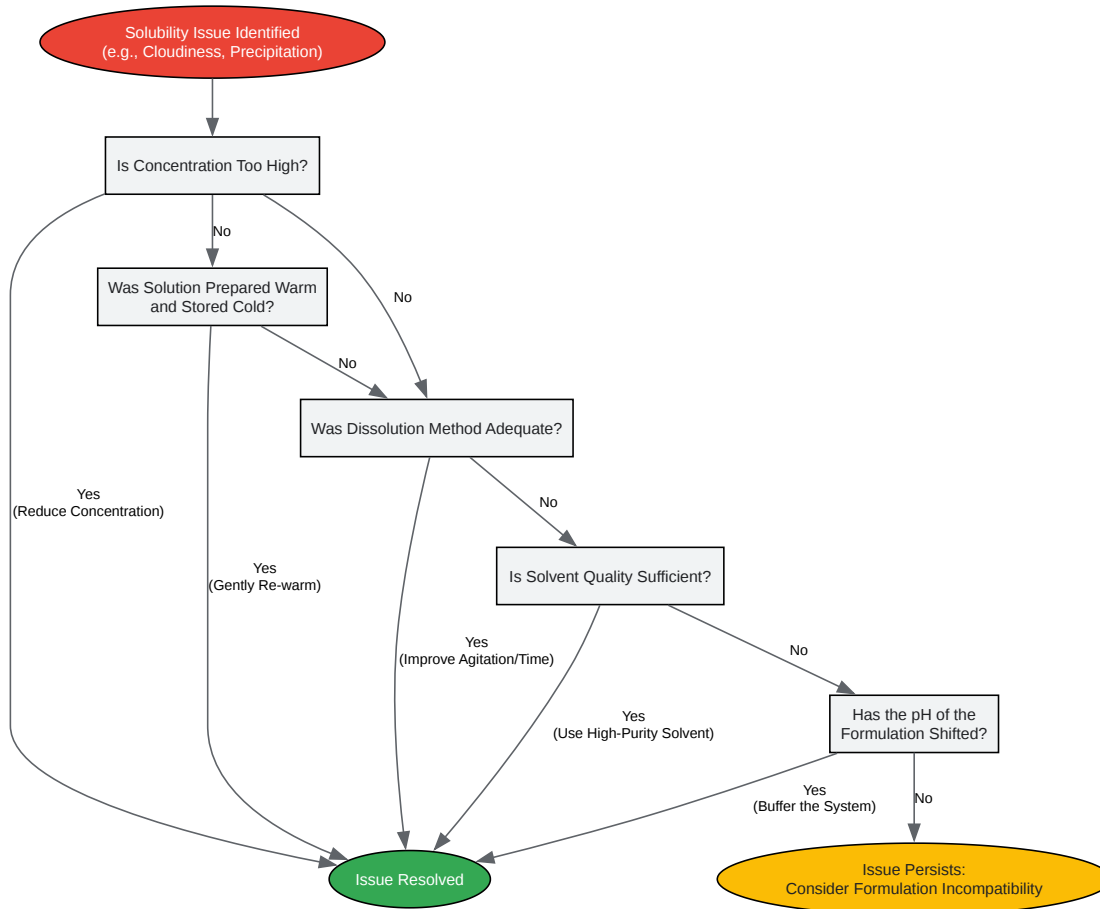 Solubility Issue Identified
(e.g., Cloudiness, Precipitation)
Is Concentration Too High?
No
Was Solution Prepared Warm
and Stored Cold?
No
No
Was Dissolution Method Adequate?
Yes
(Reduce Concentration)
No
Yes
(Gently Re-warm)
Is Solvent Quality Sufficient?
Yes
(Improve Agitation/Time)
No
Yes
(Use High-Purity Solvent)
Has the pH of the
Formulation Shifted?
Yes
(Buffer the System)
No
Issue Resolved
Issue Persists:
Consider Formulation Incompatibility